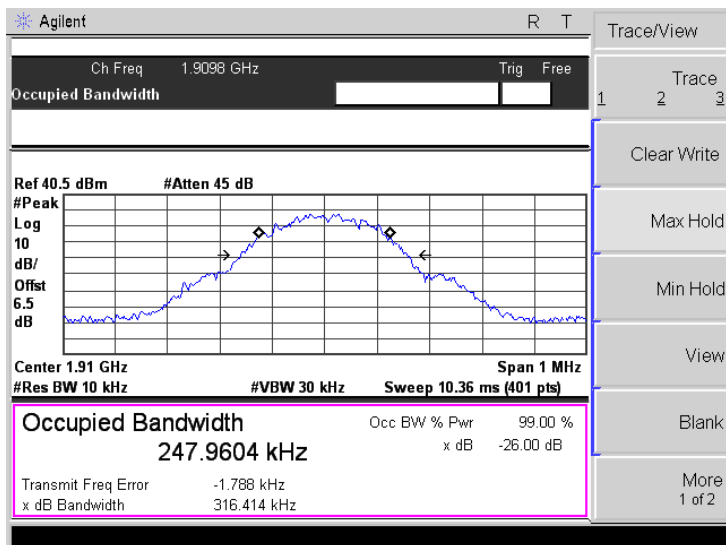 Agilent R T
Ch Freq 1.9098 GHz Trig Free
Occupied Bandwidth
Ref 40.5 dBm #Atten 45 dB
#Peak
Log
10
dB/
Offst
6.5
dB
Center 1.91 GHz Span 1 MHz
#Res BW 10 kHz #VBW 30 kHz Sweep 10.36 ms (401 pts)
Occupied Bandwidth Occ BW % Pwr 99.00 %
247.9604 kHz x dB -26.00 dB
Transmit Freq Error -1.788 kHz
x dB Bandwidth 316.414 kHz
Trace/View
Trace
1 2 3
Clear Write
Max Hold
Min Hold
View
Blank
More
1 of 2